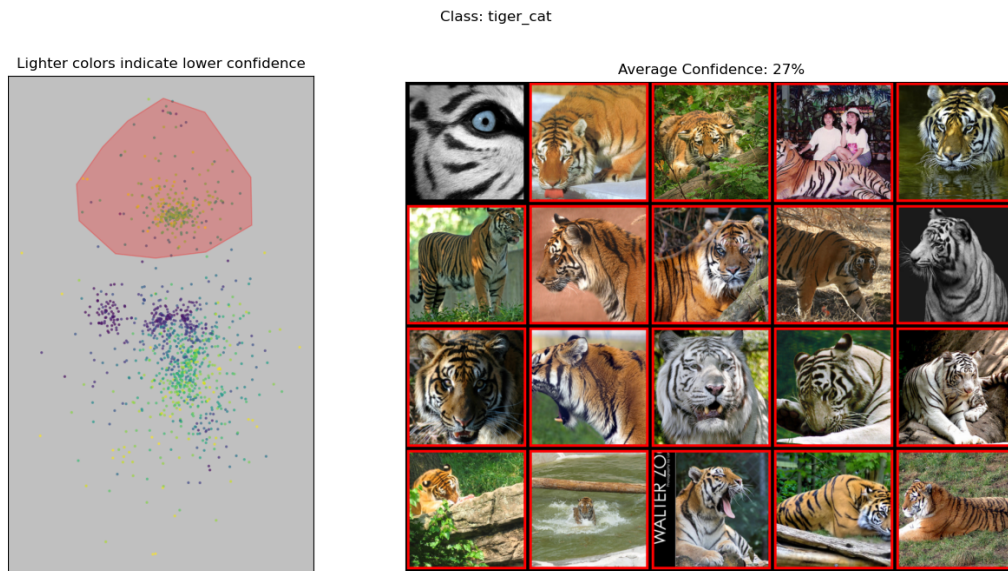 Class: tiger_cat
Lighter colors indicate lower confidence
Average Confidence: 27%
WALTER ZO